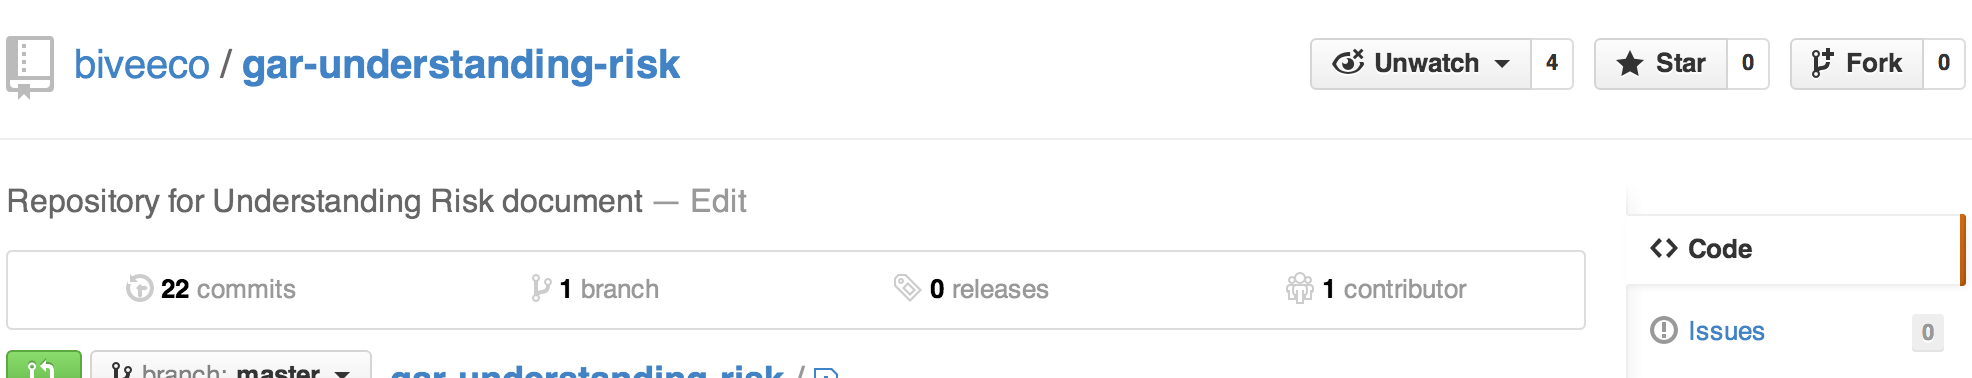 biveeco / gar-understanding-risk
Unwatch 4
Star 0
Fork 0
Repository for Understanding Risk document — Edit
22 commits
1 branch
0 releases
1 contributor
Code
Issues 0
branch: master
gar-understanding-risk /